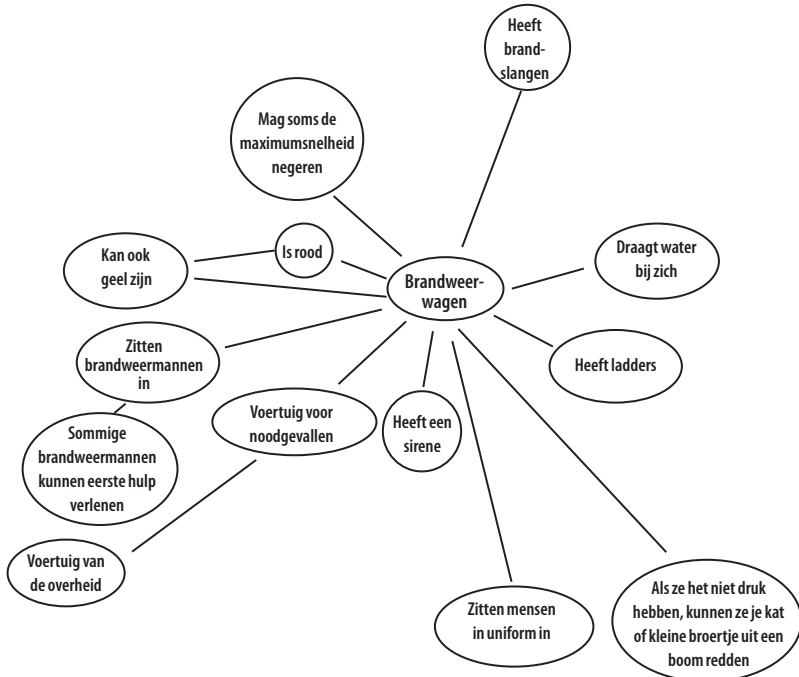 Heeft
brand-
slangen
Mag soms de
maximumsnelheid
negeren
Kan ook
geel zijn
Is rood
Brandweer-
wagen
Draagt water
bij zich
Zitten
brandweermannen
in
Heeft ladders
Voertuig voor
noodgevallen
Heeft een
sirene
Sommige
brandweermannen
kunnen eerste hulp
verlenen
Voertuig van
de overheid
Zitten mensen
in uniform in
Als ze het niet druk
hebben, kunnen ze je kat
of kleine broertje uit een
boom redden